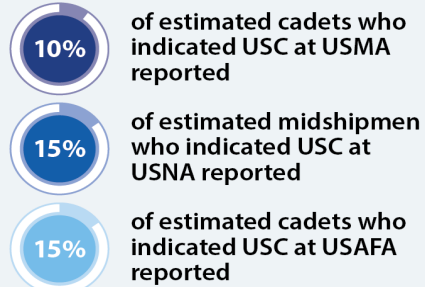 10%
of estimated cadets who
indicated USC at USMA
reported
15%
of estimated midshipmen
who indicated USC at
USNA reported
15%
of estimated cadets who
indicated USC at USAFA
reported